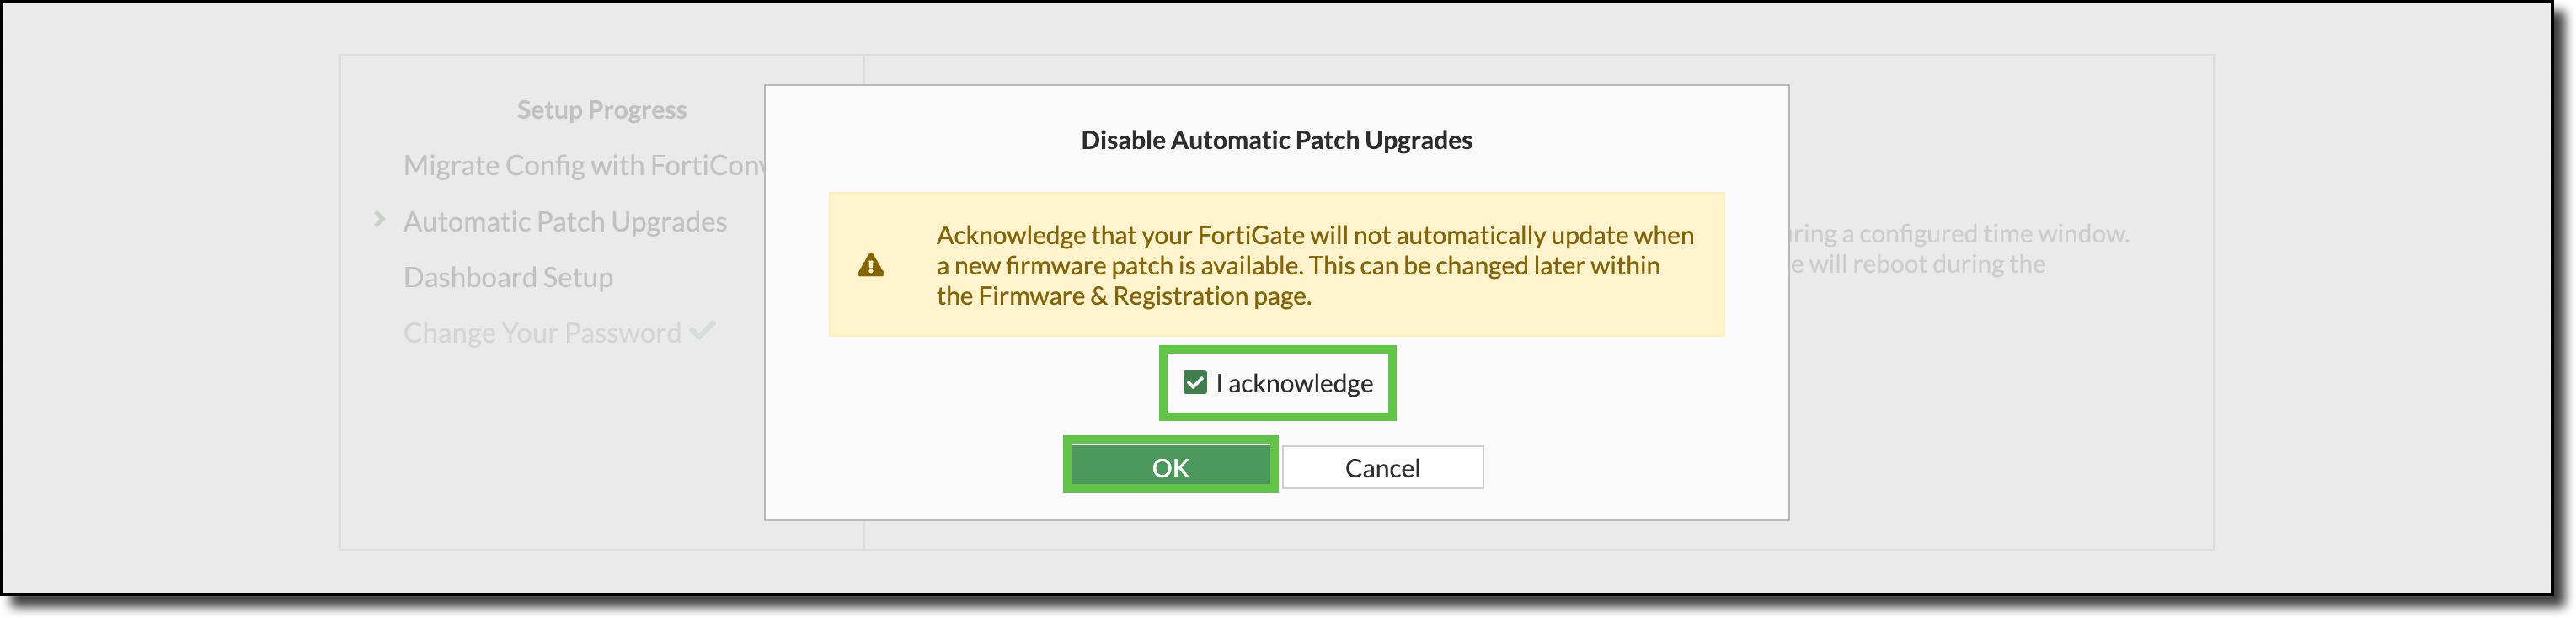 Setup Progress
Migrate Config with FortiConv
Automatic Patch Upgrades
Dashboard Setup
Change Your Password
Disable Automatic Patch Upgrades
Acknowledge that your FortiGate will not automatically update when
a new firmware patch is available. This can be changed later within
the Firmware & Registration page.
I acknowledge
OK
Cancel
a configured time window.
will reboot during the